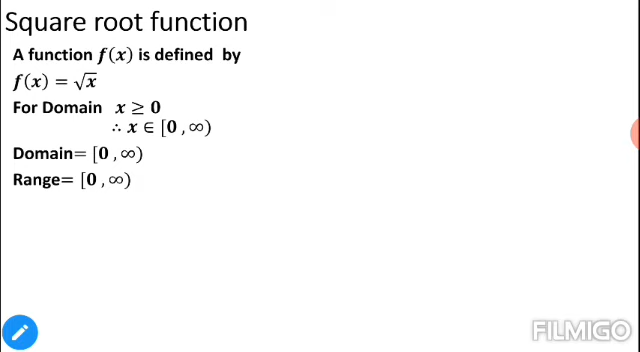 Square root function
A function f(x) is defined by
f(x) = √x
For Domain x ≥ 0
∴ x ∈ [0 , ∞)
Domain= [0 , ∞)
Range= [0 , ∞)
FILMIGO